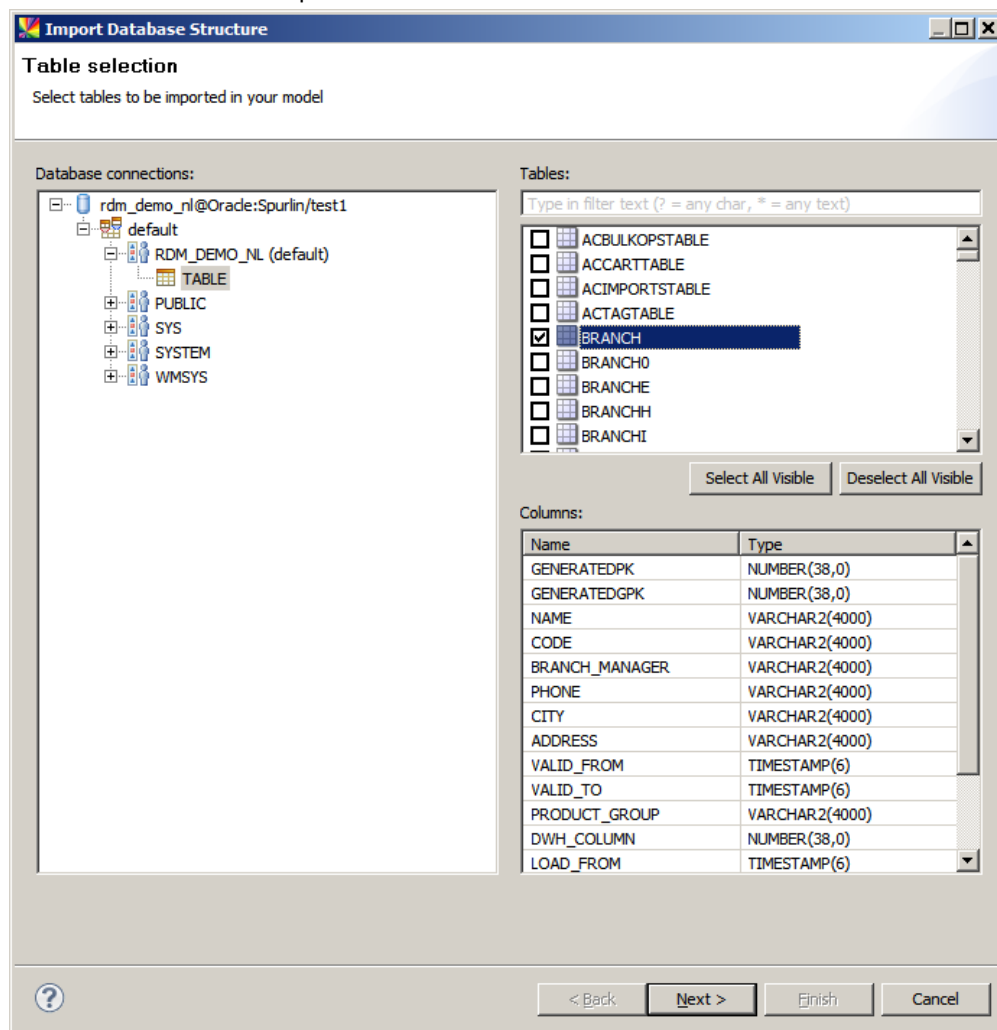 Import Database Structure
Table selection
Select tables to be imported in your model
Database connections:
rdm_demo_nl@Oracle:Spurlin/test1
default
RDM_DEMO_NL (default)
TABLE
PUBLIC
SYS
SYSTEM
WMSYS
Tables:
Type in filter text (? = any char, * = any text)
ACBULKOPSTABLE
ACCARTTABLE
ACIMPORTSTABLE
ACTAGTABLE
BRANCH
BRANCH0
BRANCHE
BRANCHH
BRANCHI
Select All Visible Deselect All Visible
Columns:
Name Type
GENERATEDPK NUMBER(38,0)
GENERATEDGPK NUMBER(38,0)
NAME VARCHAR2(4000)
CODE VARCHAR2(4000)
BRANCH_MANAGER VARCHAR2(4000)
PHONE VARCHAR2(4000)
CITY VARCHAR2(4000)
ADDRESS VARCHAR2(4000)
VALID_FROM TIMESTAMP(6)
VALID_TO TIMESTAMP(6)
PRODUCT_GROUP VARCHAR2(4000)
DWH_COLUMN NUMBER(38,0)
LOAD_FROM TIMESTAMP(6)
? < Back Next > Finish Cancel